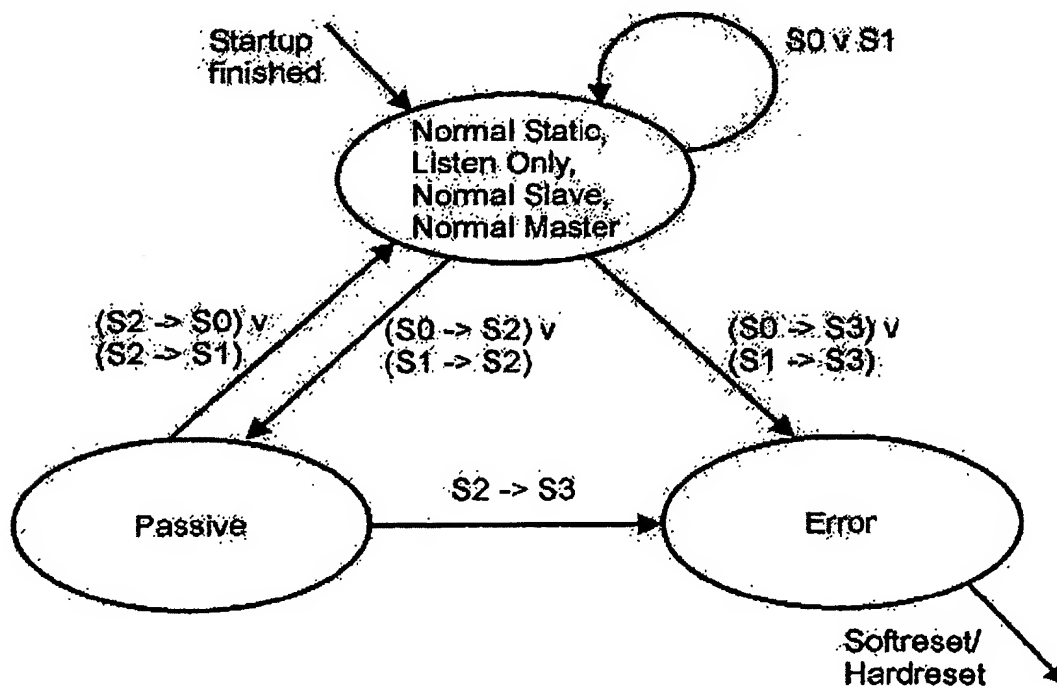 Startup
finished
S0 v S1
Normal Static,
Listen Only,
Normal Slave,
Normal Master
(S2 -> S0) v
(S2 -> S1)
(S0 -> S2) v
(S1 -> S2)
(S0 -> S3) v
(S1 -> S3)
Passive
S2 -> S3
Error
Softreset/
Hardreset